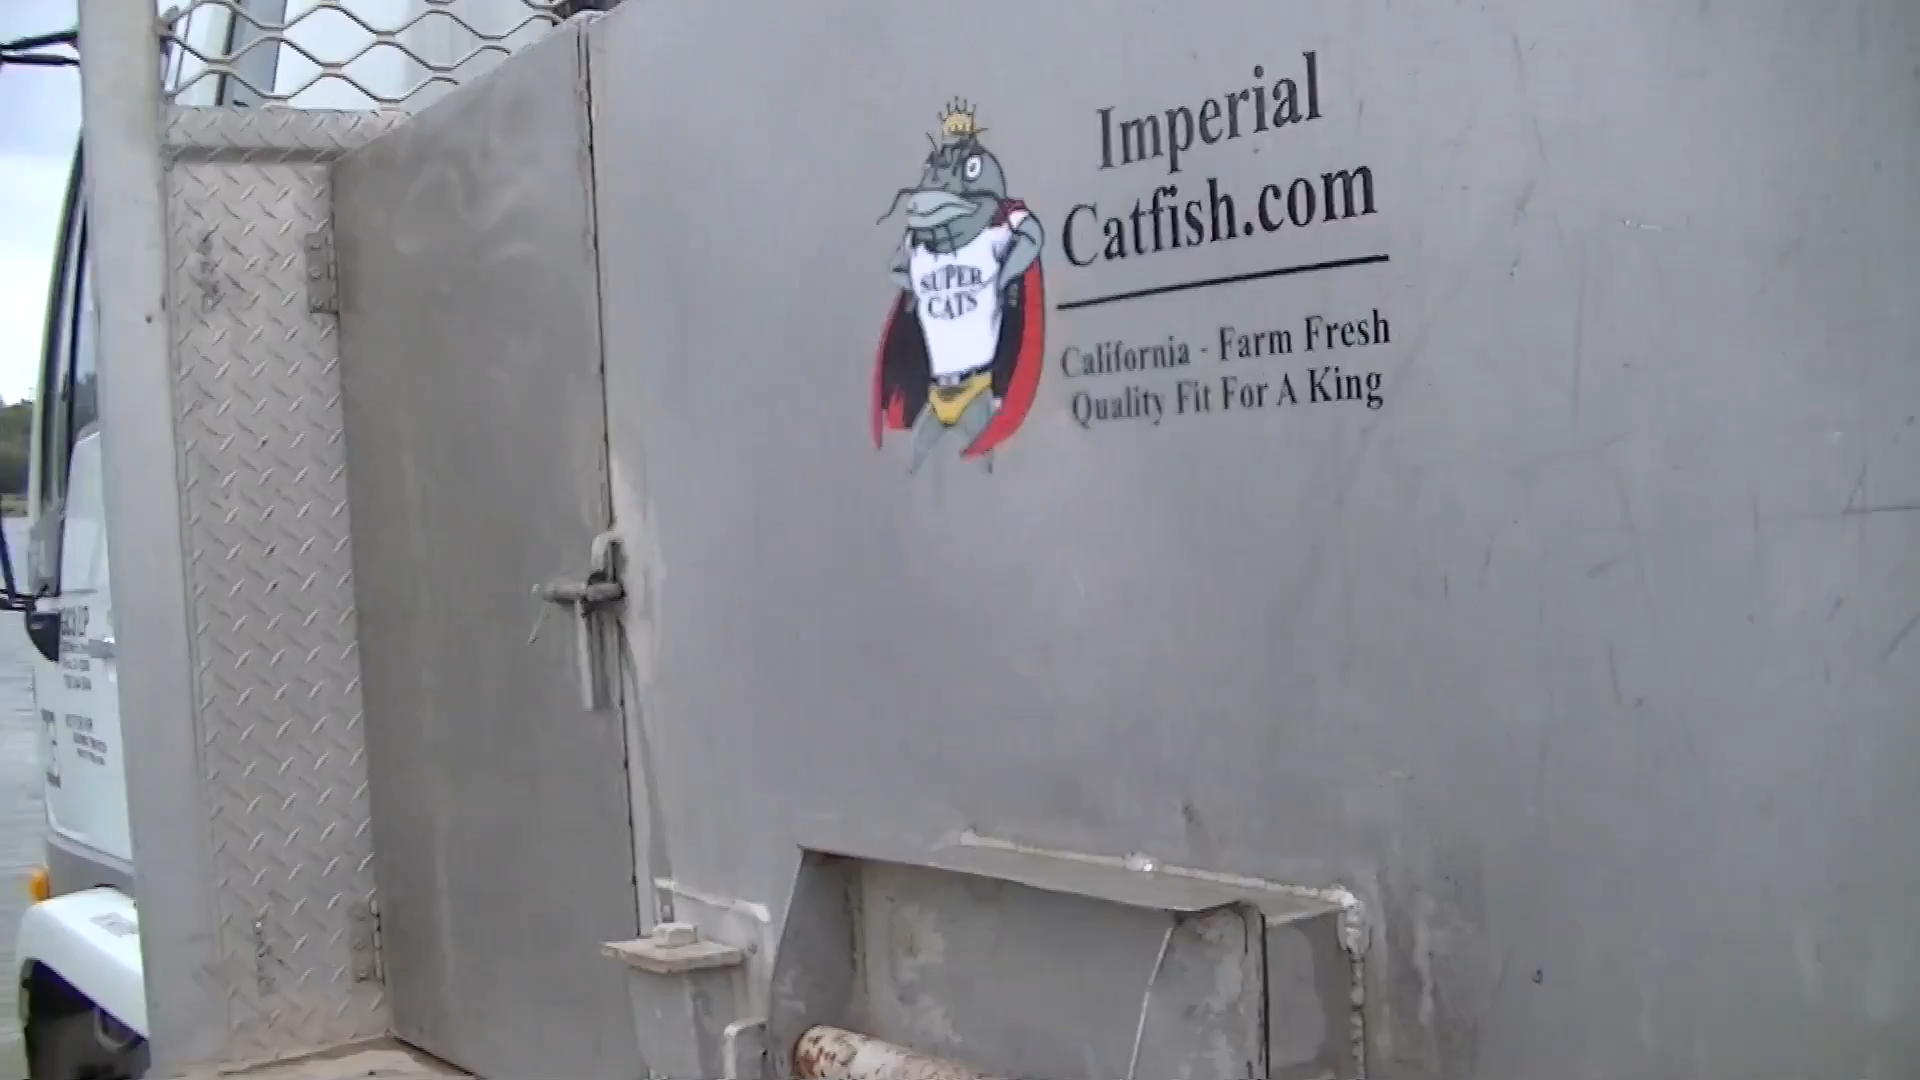 Imperial
Catfish.com
California - Farm Fresh
Quality Fit For A King
SUPER
CATS